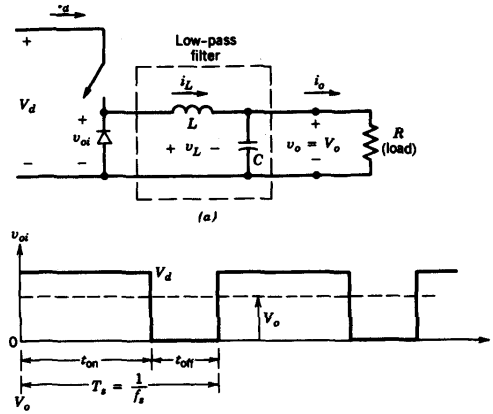 i_d
Low-pass
filter
+
V_d
−
+
v_oi
−
i_L
L
+ v_L −
C
i_o
+
v_o = V_o
−
R
(load)
(a)
v_oi
V_d
V_o
0
t_on
t_off
T_s = 1/f_s
V_o